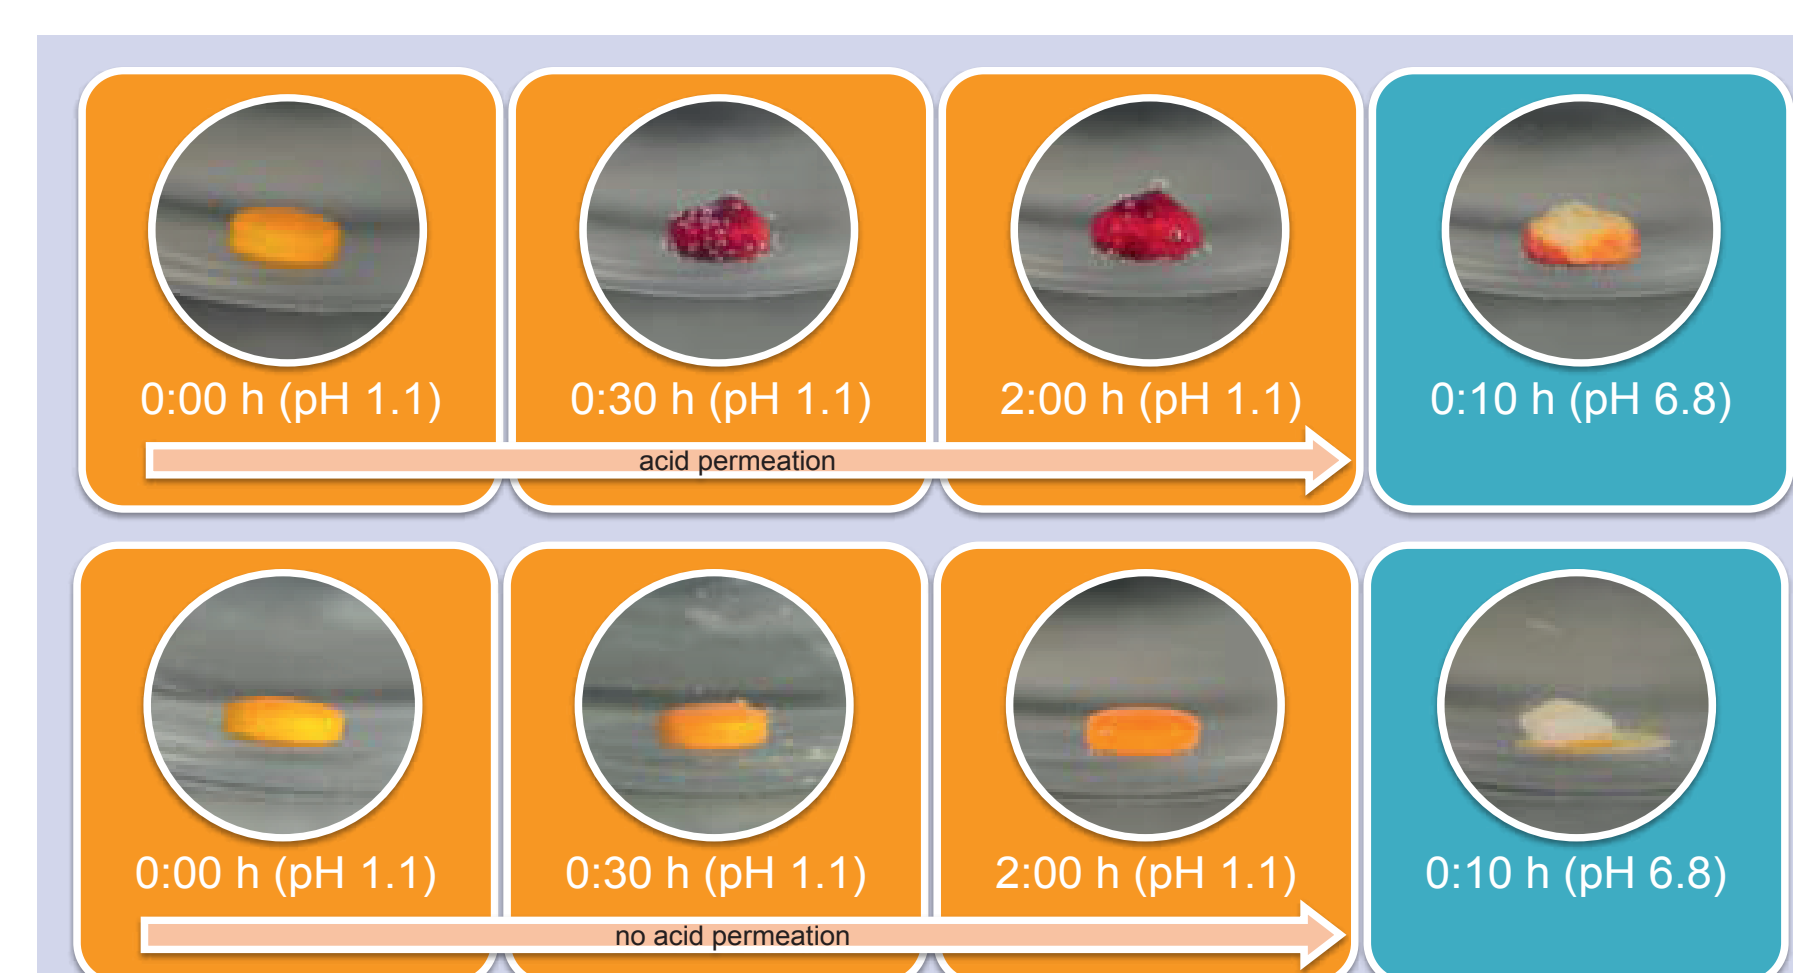 0:00 h (pH 1.1)
0:30 h (pH 1.1)
2:00 h (pH 1.1)
0:10 h (pH 6.8)
acid permeation
0:00 h (pH 1.1)
0:30 h (pH 1.1)
2:00 h (pH 1.1)
0:10 h (pH 6.8)
no acid permeation